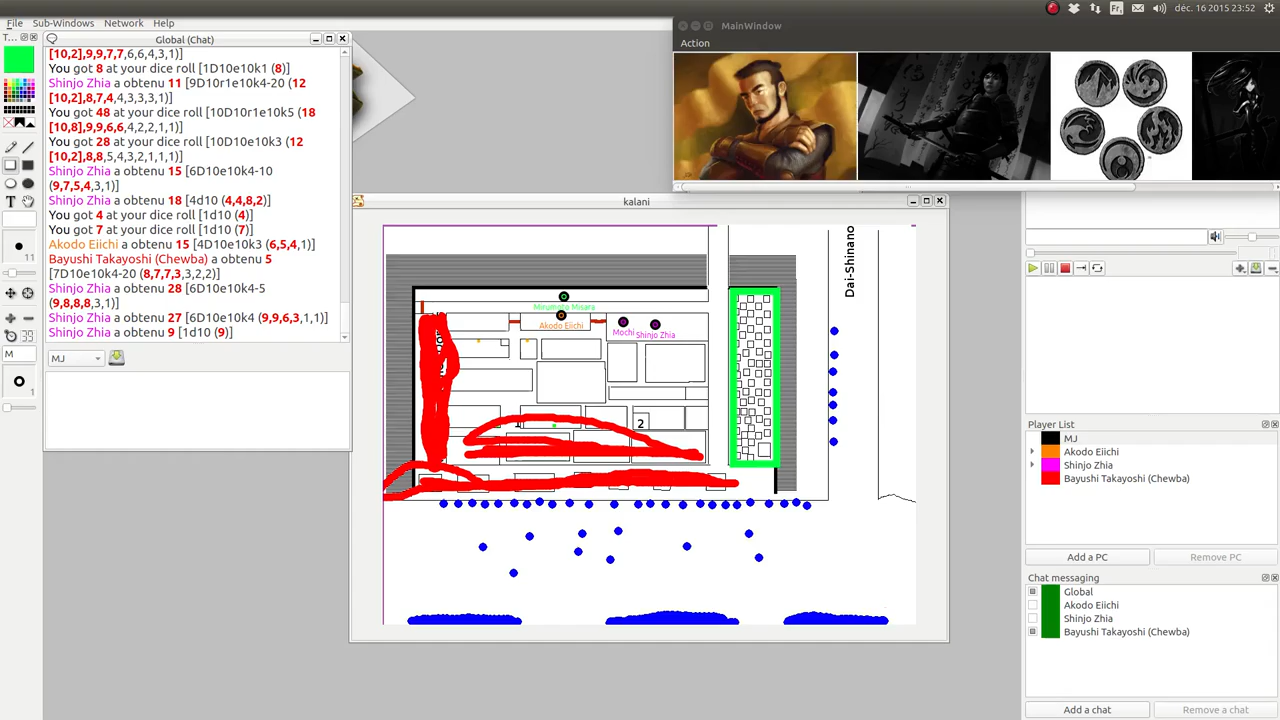 déc. 16 2015 23:52
Fr
File Sub-Windows Network Help
MainWindow
Action
T...
Global (Chat)
[10,2],9,9,7,7,6,6,4,3,1)]
You got 8 at your dice roll [1D10e10k1 (8)]
Shinjo Zhia a obtenu 11 [9D10r1e10k4-20 (12
[10,2],8,7,4,4,3,3,3,1)]
You got 48 at your dice roll [10D10r1e10k5 (18
[10,8],9,9,6,6,4,2,2,1,1)]
You got 28 at your dice roll [10D10e10k3 (12
[10,2],8,8,5,4,3,2,1,1,1)]
Shinjo Zhia a obtenu 15 [6D10e10k4-10
(9,7,5,4,3,1)]
Shinjo Zhia a obtenu 18 [4d10 (4,4,8,2)]
You got 4 at your dice roll [1d10 (4)]
You got 7 at your dice roll [1d10 (7)]
Akodo Eiichi a obtenu 15 [4D10e10k3 (6,5,4,1)]
Bayushi Takayoshi (Chewba) a obtenu 5
[7D10e10k4-20 (8,7,7,3,3,2,2)]
Shinjo Zhia a obtenu 28 [6D10e10k4-5
(9,8,8,8,3,1)]
Shinjo Zhia a obtenu 27 [6D10e10k4 (9,9,6,3,1,1)]
Shinjo Zhia a obtenu 9 [1d10 (9)]
MJ
11
M
1
kalani
Dai-Shinano
Mirumoto Misara
Akodo Eiichi
Mochi
Shinjo Zhia
1
2
Player List
MJ
Akodo Eiichi
Shinjo Zhia
Bayushi Takayoshi (Chewba)
Add a PC
Remove PC
Chat messaging
Global
Akodo Eiichi
Shinjo Zhia
Bayushi Takayoshi (Chewba)
Add a chat
Remove a chat